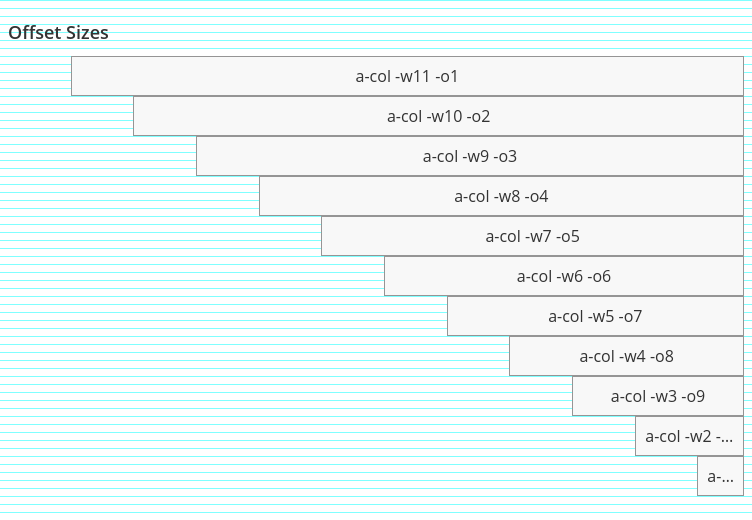 Offset Sizes
a-col -w11 -o1
a-col -w10 -o2
a-col -w9 -o3
a-col -w8 -o4
a-col -w7 -o5
a-col -w6 -o6
a-col -w5 -o7
a-col -w4 -o8
a-col -w3 -o9
a-col -w2 -...
a-...